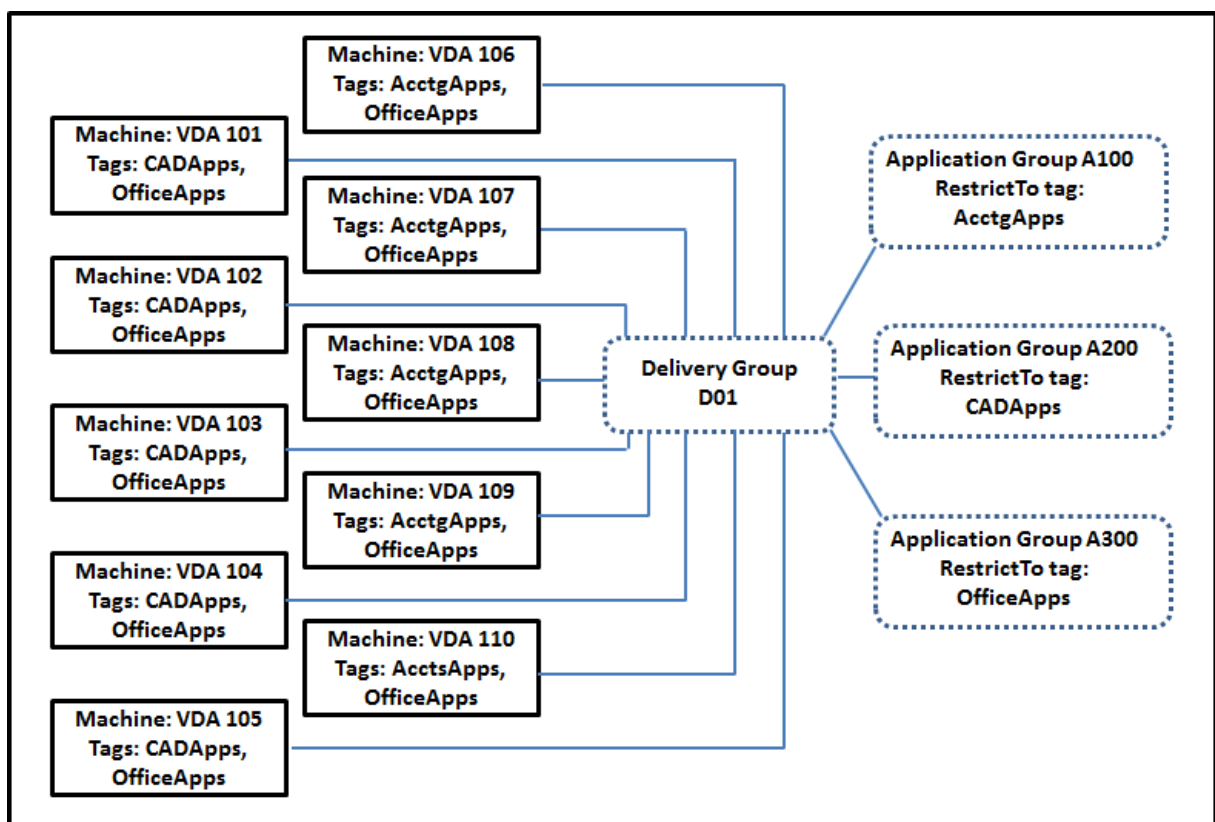 Machine: VDA 106
Tags: AcctgApps,
OfficeApps
Machine: VDA 101
Tags: CADApps,
OfficeApps
Machine: VDA 107
Tags: AcctgApps,
OfficeApps
Machine: VDA 102
Tags: CADApps,
OfficeApps
Machine: VDA 108
Tags: AcctgApps,
OfficeApps
Machine: VDA 103
Tags: CADApps,
OfficeApps
Machine: VDA 109
Tags: AcctgApps,
OfficeApps
Machine: VDA 104
Tags: CADApps,
OfficeApps
Machine: VDA 110
Tags: AcctsApps,
OfficeApps
Machine: VDA 105
Tags: CADApps,
OfficeApps
Delivery Group
D01
Application Group A100
RestrictTo tag:
AcctgApps
Application Group A200
RestrictTo tag:
CADApps
Application Group A300
RestrictTo tag:
OfficeApps